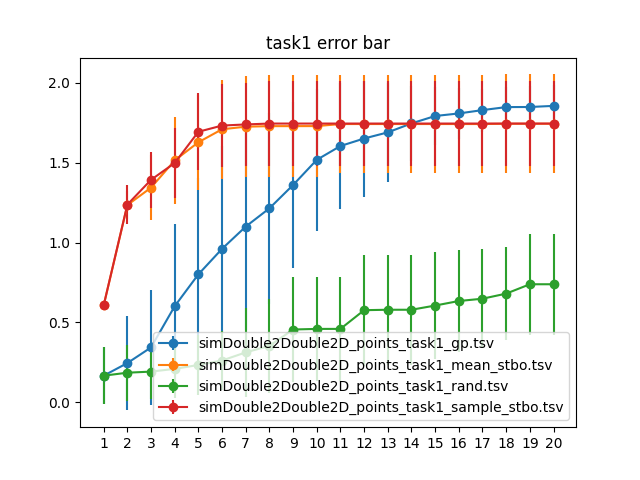 task1 error bar
2.0
1.5
1.0
0.5
0.0
simDouble2Double2D_points_task1_gp.tsv
simDouble2Double2D_points_task1_mean_stbo.tsv
simDouble2Double2D_points_task1_rand.tsv
simDouble2Double2D_points_task1_sample_stbo.tsv
1 2 3 4 5 6 7 8 9 10 11 12 13 14 15 16 17 18 19 20